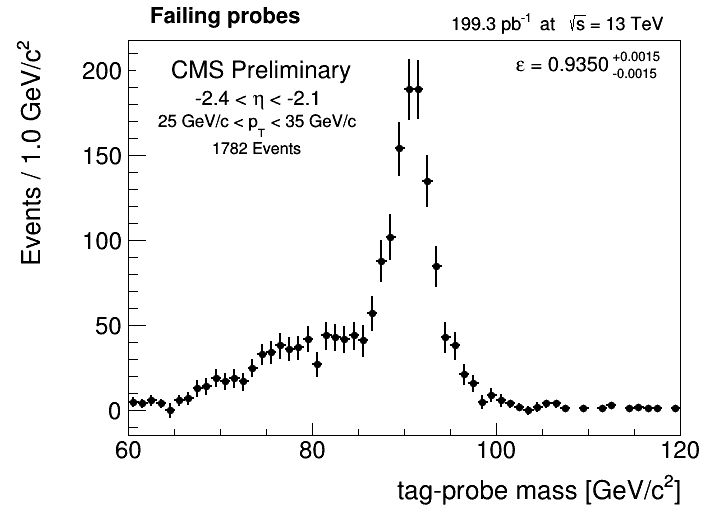 Failing probes
199.3 pb⁻¹ at √s = 13 TeV
CMS Preliminary
-2.4 < η < -2.1
25 GeV/c < p_T < 35 GeV/c
1782 Events
ε = 0.9350 +0.0015 -0.0015
Events / 1.0 GeV/c²
200
150
100
50
0
60 80 100 120
tag-probe mass [GeV/c²]